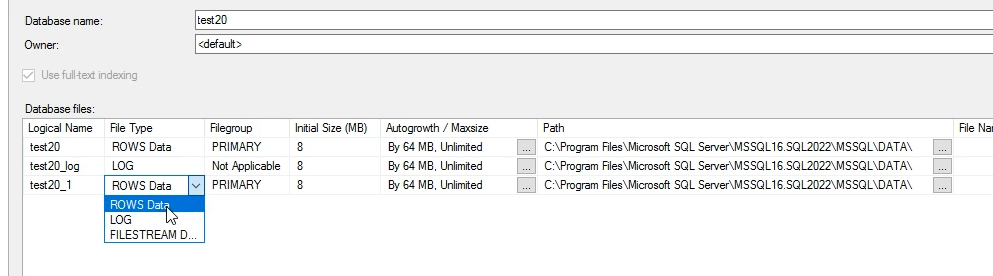 Database name: test20
Owner: <default>
Use full-text indexing
Database files:
Logical Name File Type Filegroup Initial Size (MB) Autogrowth / Maxsize Path File Na
test20 ROWS Data PRIMARY 8 By 64 MB, Unlimited ... C:\Program Files\Microsoft SQL Server\MSSQL16.SQL2022\MSSQL\DATA\ ...
test20_log LOG Not Applicable 8 By 64 MB, Unlimited ... C:\Program Files\Microsoft SQL Server\MSSQL16.SQL2022\MSSQL\DATA\ ...
test20_1 ROWS Data PRIMARY 8 By 64 MB, Unlimited ... C:\Program Files\Microsoft SQL Server\MSSQL16.SQL2022\MSSQL\DATA\ ...
ROWS Data
LOG
FILESTREAM D...